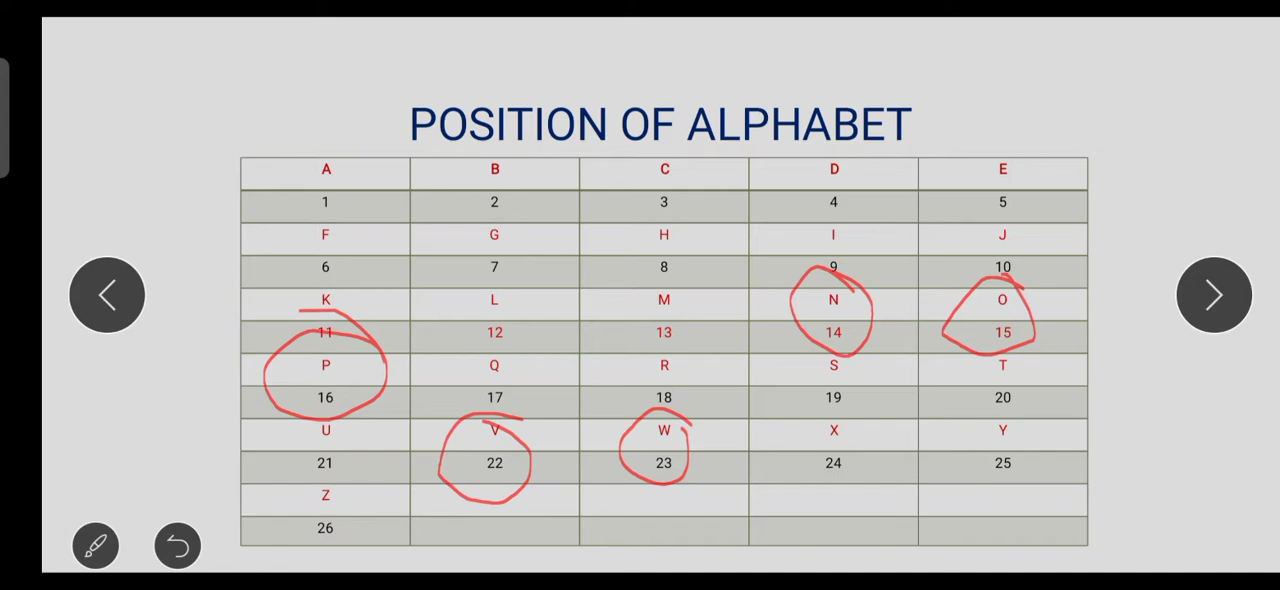 POSITION OF ALPHABET
A B C D E
1 2 3 4 5
F G H I J
6 7 8 9 10
K L M N O
11 12 13 14 15
P Q R S T
16 17 18 19 20
U V W X Y
21 22 23 24 25
Z
26